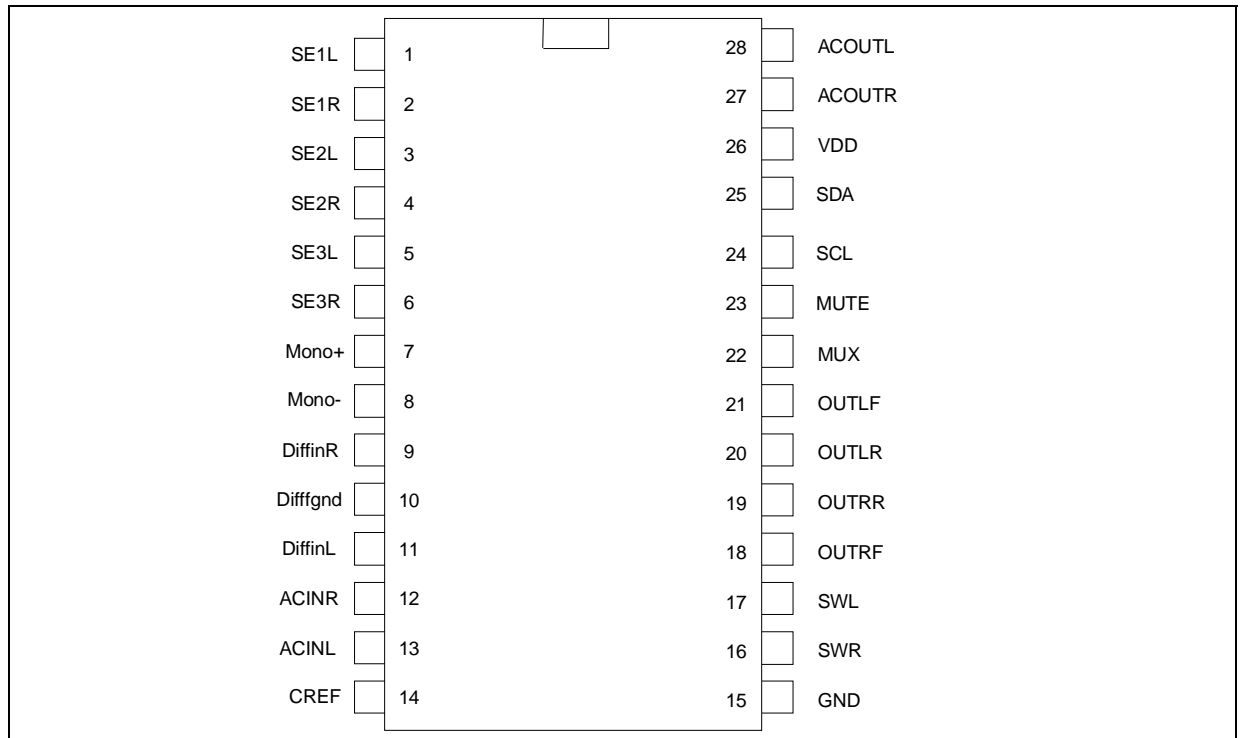 SE1L 1 28 ACOUTL
SE1R 2 27 ACOUTR
SE2L 3 26 VDD
SE2R 4 25 SDA
SE3L 5 24 SCL
SE3R 6 23 MUTE
Mono+ 7 22 MUX
Mono- 8 21 OUTLF
DiffinR 9 20 OUTLR
Difffgnd 10 19 OUTRR
DiffinL 11 18 OUTRF
ACINR 12 17 SWL
ACINL 13 16 SWR
CREF 14 15 GND